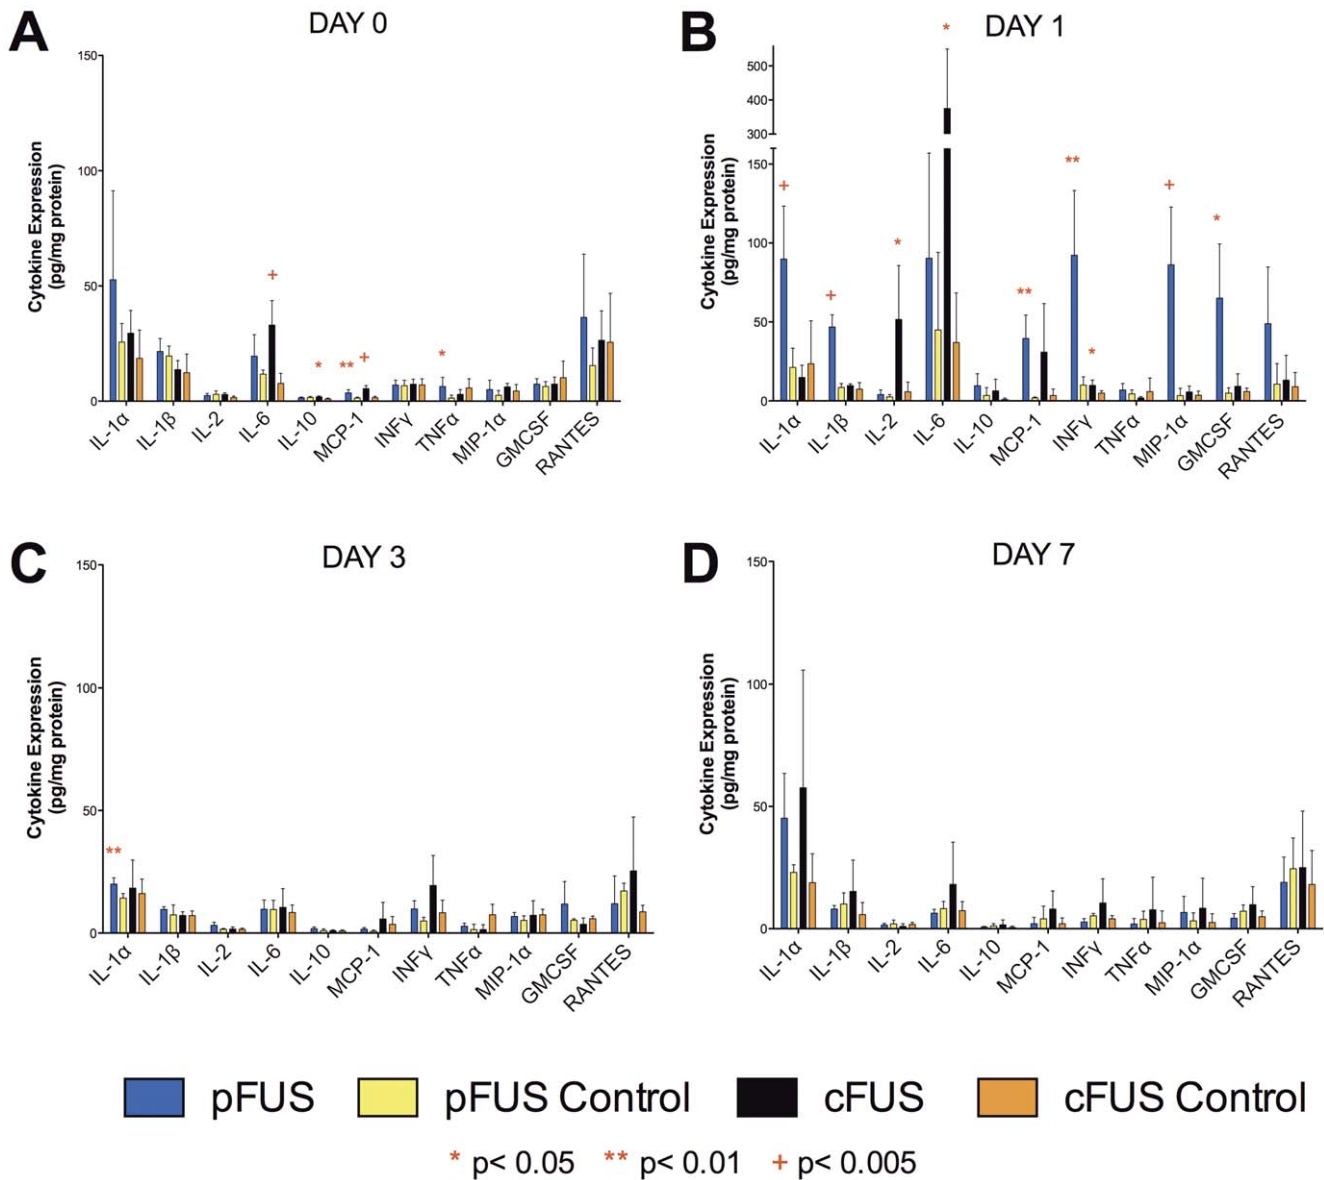 A
DAY 0
Cytokine Expression
(pg/mg protein)
150
100
50
0
+
*
**
+
*
IL-1α
IL-1β
IL-2
IL-6
IL-10
MCP-1
INFγ
TNFα
MIP-1α
GMCSF
RANTES
B
DAY 1
Cytokine Expression
(pg/mg protein)
500
400
300
150
100
50
0
+
+
*
*
**
**
*
+
*
IL-1α
IL-1β
IL-2
IL-6
IL-10
MCP-1
INFγ
TNFα
MIP-1α
GMCSF
RANTES
C
DAY 3
Cytokine Expression
(pg/mg protein)
150
100
50
0
**
IL-1α
IL-1β
IL-2
IL-6
IL-10
MCP-1
INFγ
TNFα
MIP-1α
GMCSF
RANTES
D
DAY 7
Cytokine Expression
(pg/mg protein)
150
100
50
0
IL-1α
IL-1β
IL-2
IL-6
IL-10
MCP-1
INFγ
TNFα
MIP-1α
GMCSF
RANTES
pFUS pFUS Control cFUS cFUS Control
* p< 0.05 ** p< 0.01 + p< 0.005